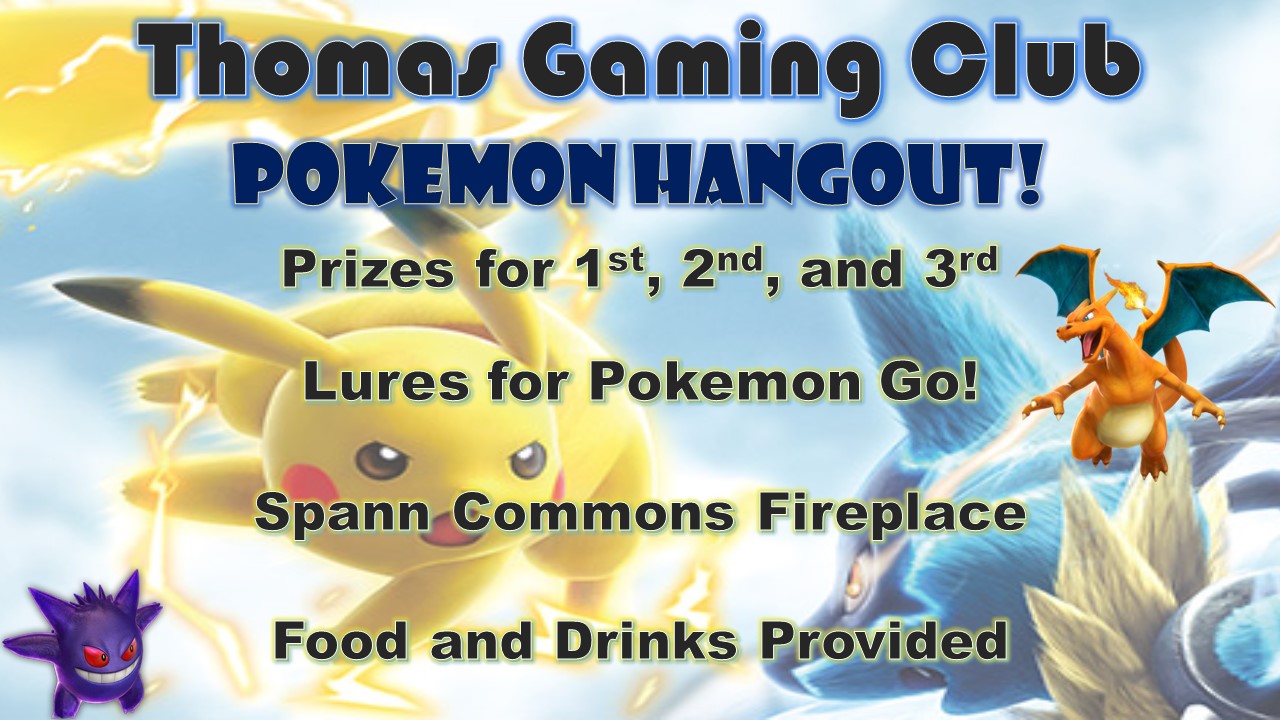 Thomas Gaming Club
POKEMON HANGOUT!
Prizes for 1st, 2nd, and 3rd
Lures for Pokemon Go!
Spann Commons Fireplace
Food and Drinks Provided